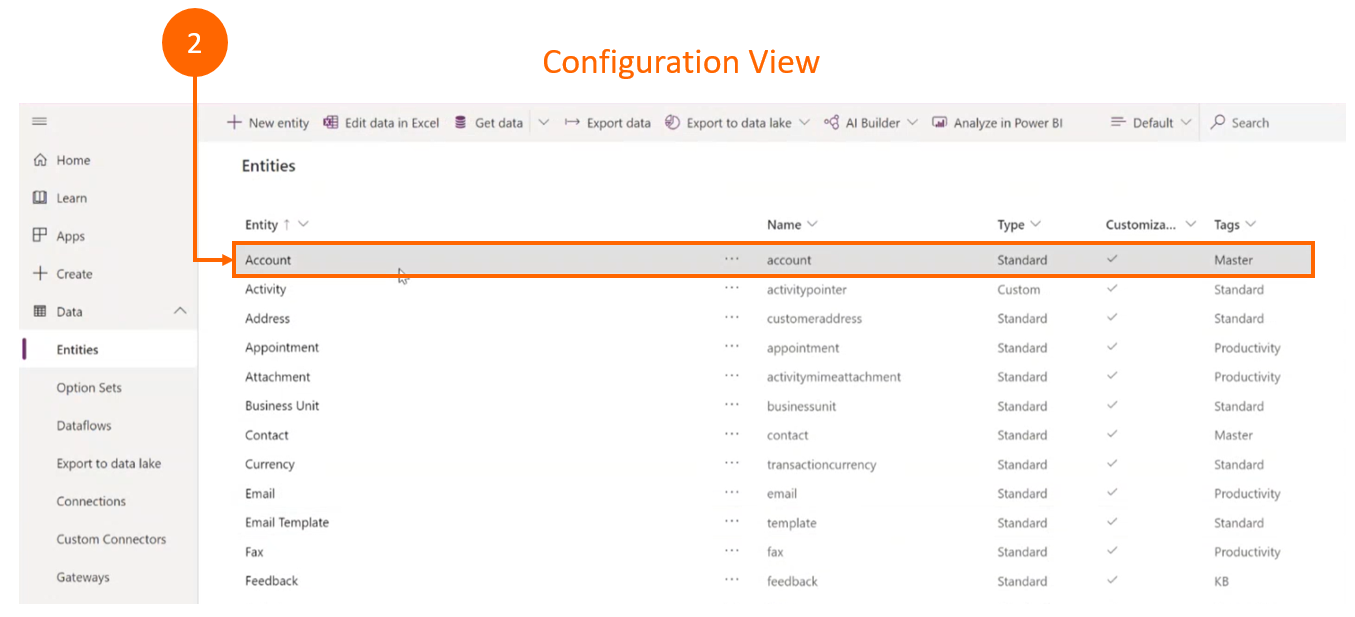 2
Configuration View
New entity Edit data in Excel Get data Export data Export to data lake AI Builder Analyze in Power BI Default Search
Home
Learn
Apps
Create
Data
Entities
Option Sets
Dataflows
Export to data lake
Connections
Custom Connectors
Gateways
Entities
Entity ↑ Name Type Customiza... Tags
Account ··· account Standard ✓ Master
Activity ··· activitypointer Custom ✓ Standard
Address ··· customeraddress Standard ✓ Standard
Appointment ··· appointment Standard ✓ Productivity
Attachment ··· activitymimeattachment Standard ✓ Productivity
Business Unit ··· businessunit Standard ✓ Standard
Contact ··· contact Standard ✓ Master
Currency ··· transactioncurrency Standard ✓ Standard
Email ··· email Standard ✓ Productivity
Email Template ··· template Standard ✓ Standard
Fax ··· fax Standard ✓ Productivity
Feedback ··· feedback Standard ✓ KB